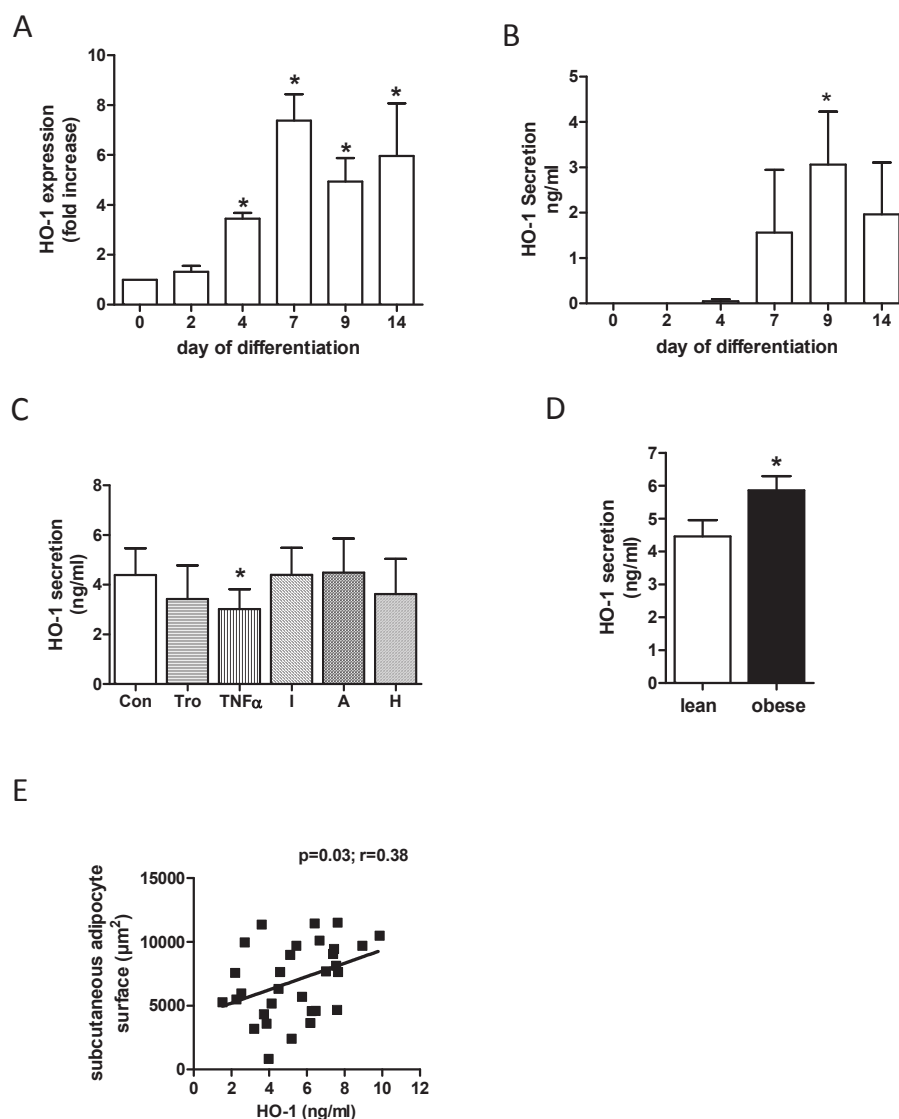 A
HO-1 expression
(fold increase)
10
8
6
4
2
0
*
*
*
*
0 2 4 7 9 14
day of differentiation
B
HO-1 Secretion
ng/ml
5
4
3
2
1
0
*
0 2 4 7 9 14
day of differentiation
C
HO-1 secretion
(ng/ml)
8
6
4
2
0
*
Con Tro TNFα I A H
D
HO-1 secretion
(ng/ml)
7
6
5
4
3
2
1
0
*
lean obese
E
p=0.03; r=0.38
subcutaneous adipocyte
surface (µm²)
15000
10000
5000
0
0 2 4 6 8 10 12
HO-1 (ng/ml)